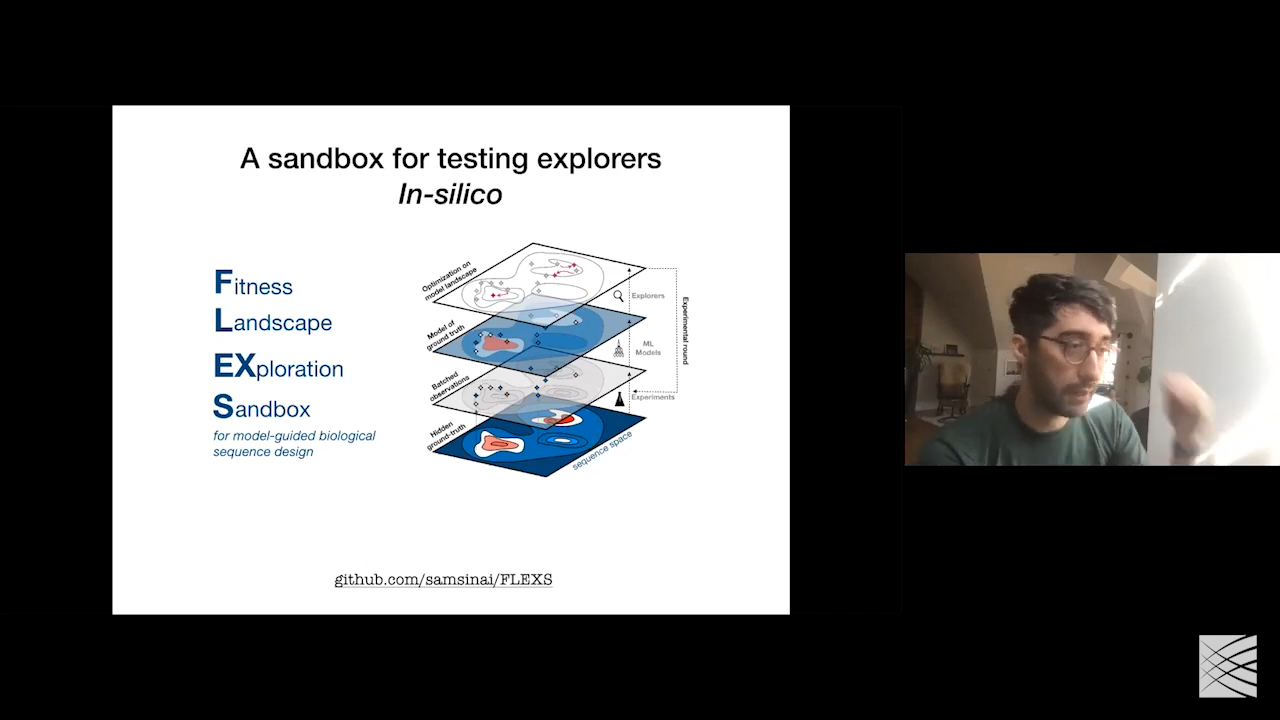 A sandbox for testing explorers
In-silico
Fitness
Landscape
EXploration
Sandbox
for model-guided biological
sequence design
Optimization on
model landscape
Model of
ground truth
Batched
observations
Hidden
ground-truth
sequence space
Explorers
ML
Models
Experiments
Experimental round
github.com/samsinai/FLEXS